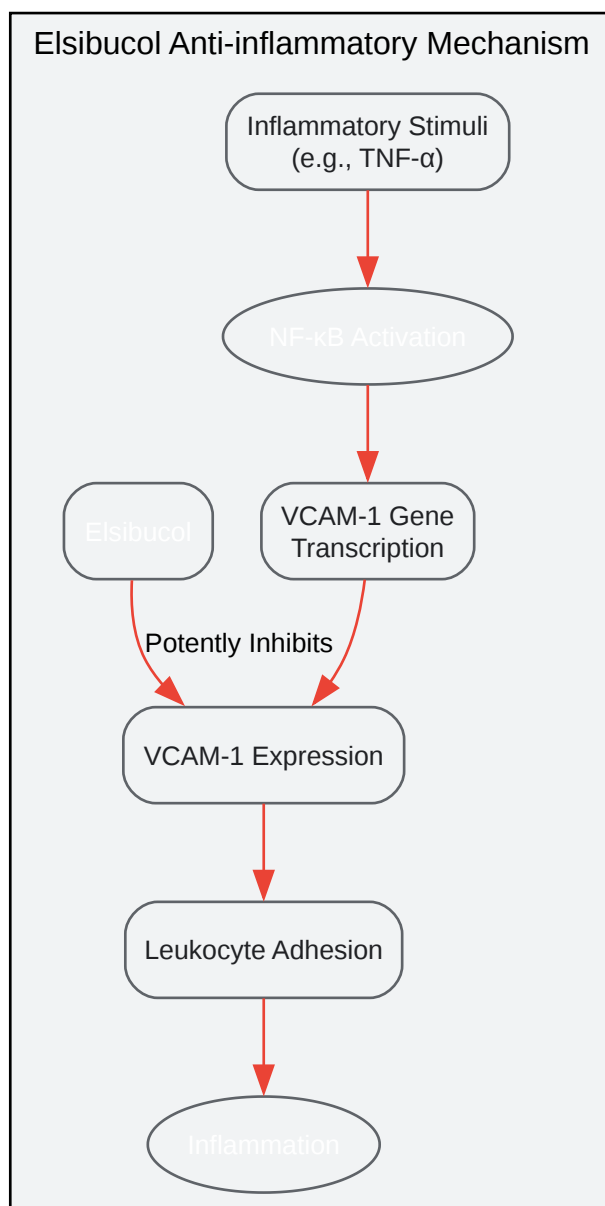 Elsibucol Anti-inflammatory Mechanism
Inflammatory Stimuli
(e.g., TNF-α)
NF-κB Activation
Elsibucol
VCAM-1 Gene
Transcription
Potently Inhibits
VCAM-1 Expression
Leukocyte Adhesion
Inflammation